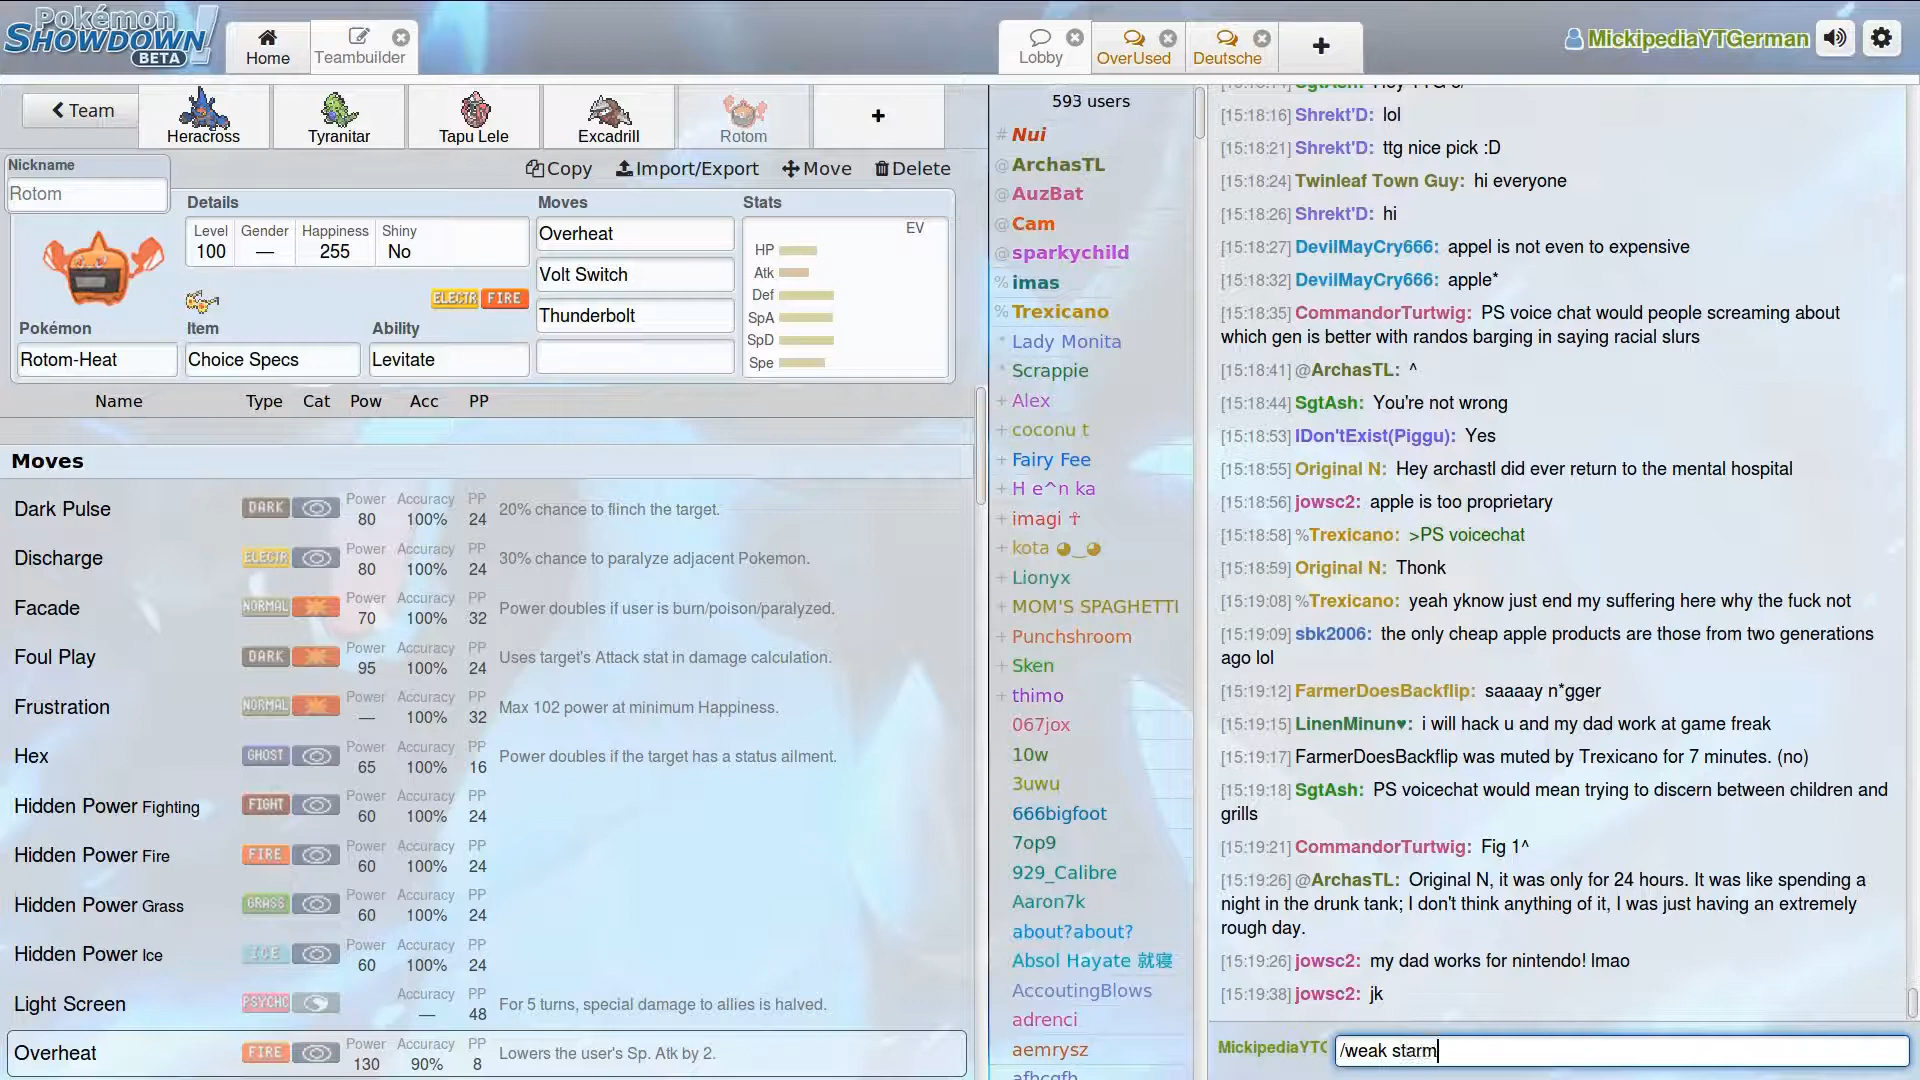 Pokémon
SHOWDOWN!
BETA
Home
Teambuilder
Lobby
OverUsed
Deutsche
+
MickipediaYTGerman
Team
Heracross
Tyranitar
Tapu Lele
Excadrill
Rotom
+
Copy
Import/Export
Move
Delete
Nickname
Rotom
Details
Moves
Stats
Level
100
Gender
—
Happiness
255
Shiny
No
ELECTR FIRE
Pokémon
Rotom-Heat
Item
Choice Specs
Ability
Levitate
Overheat
Volt Switch
Thunderbolt
EV
HP
Atk
Def
SpA
SpD
Spe
Name Type Cat Pow Acc PP
Moves
Dark Pulse DARK Power 80 Accuracy 100% PP 24 20% chance to flinch the target.
Discharge ELECTR Power 80 Accuracy 100% PP 24 30% chance to paralyze adjacent Pokemon.
Facade NORMAL Power 70 Accuracy 100% PP 32 Power doubles if user is burn/poison/paralyzed.
Foul Play DARK Power 95 Accuracy 100% PP 24 Uses target's Attack stat in damage calculation.
Frustration NORMAL Power — Accuracy 100% PP 32 Max 102 power at minimum Happiness.
Hex GHOST Power 65 Accuracy 100% PP 16 Power doubles if the target has a status ailment.
Hidden Power Fighting FIGHT Power 60 Accuracy 100% PP 24
Hidden Power Fire FIRE Power 60 Accuracy 100% PP 24
Hidden Power Grass GRASS Power 60 Accuracy 100% PP 24
Hidden Power Ice ICE Power 60 Accuracy 100% PP 24
Light Screen PSYCHC Accuracy — PP 48 For 5 turns, special damage to allies is halved.
Overheat FIRE Power 130 Accuracy 90% PP 8 Lowers the user's Sp. Atk by 2.
593 users
# Nui
@ ArchasTL
@ AuzBat
@ Cam
@ sparkychild
% imas
% Trexicano
* Lady Monita
* Scrappie
+ Alex
+ coconu t
+ Fairy Fee
+ H e^n ka
+ imagi ☥
+ kota ◕‿◕
+ Lionyx
+ MOM'S SPAGHETTI
+ Punchshroom
+ Sken
+ thimo
067jox
10w
3uwu
666bigfoot
7op9
929_Calibre
Aaron7k
about?about?
Absol Hayate 就寝
AccoutingBlows
adrenci
aemrysz
afhcgfh
[15:18:16] Shrekt'D: lol
[15:18:21] Shrekt'D: ttg nice pick :D
[15:18:24] Twinleaf Town Guy: hi everyone
[15:18:26] Shrekt'D: hi
[15:18:27] DevilMayCry666: appel is not even to expensive
[15:18:32] DevilMayCry666: apple*
[15:18:35] CommandorTurtwig: PS voice chat would people screaming about
which gen is better with randos barging in saying racial slurs
[15:18:41] @ArchasTL: ^
[15:18:44] SgtAsh: You're not wrong
[15:18:53] IDon'tExist(Piggu): Yes
[15:18:55] Original N: Hey archastl did ever return to the mental hospital
[15:18:56] jowsc2: apple is too proprietary
[15:18:58] %Trexicano: >PS voicechat
[15:18:59] Original N: Thonk
[15:19:08] %Trexicano: yeah yknow just end my suffering here why the fuck not
[15:19:09] sbk2006: the only cheap apple products are those from two generations
ago lol
[15:19:12] FarmerDoesBackflip: saaaay n*gger
[15:19:15] LinenMinun♥: i will hack u and my dad work at game freak
[15:19:17] FarmerDoesBackflip was muted by Trexicano for 7 minutes. (no)
[15:19:18] SgtAsh: PS voicechat would mean trying to discern between children and
grills
[15:19:21] CommandorTurtwig: Fig 1^
[15:19:26] @ArchasTL: Original N, it was only for 24 hours. It was like spending a
night in the drunk tank; I don't think anything of it, I was just having an extremely
rough day.
[15:19:26] jowsc2: my dad works for nintendo! lmao
[15:19:38] jowsc2: jk
MickipediaYTG
/weak starm